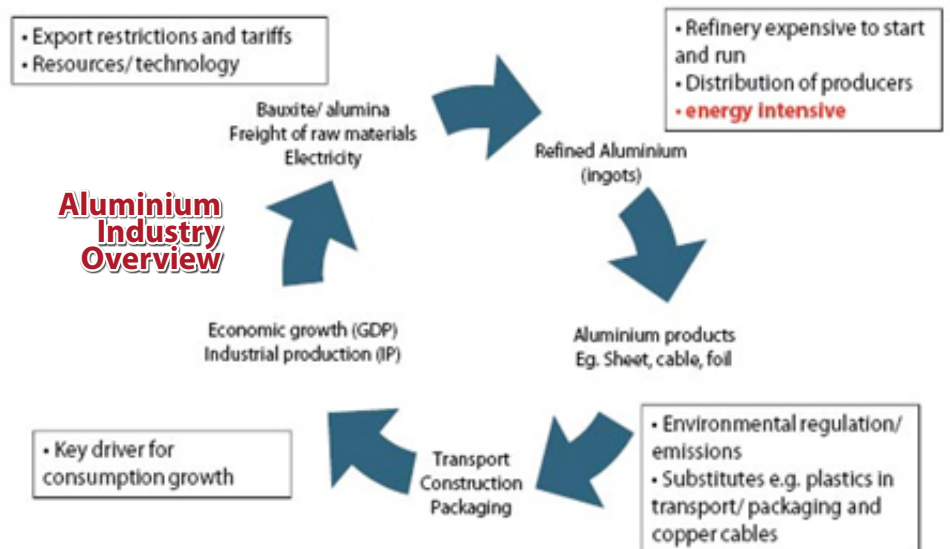 • Export restrictions and tariffs
• Resources/ technology
• Refinery expensive to start
and run
• Distribution of producers
• energy intensive
Bauxite/ alumina
Freight of raw materials
Electricity
Refined Aluminium
(ingots)
Aluminium
Industry
Overview
Economic growth (GDP)
Industrial production (IP)
Aluminium products
Eg. Sheet, cable, foil
• Key driver for
consumption growth
Transport
Construction
Packaging
• Environmental regulation/
emissions
• Substitutes e.g. plastics in
transport/ packaging and
copper cables